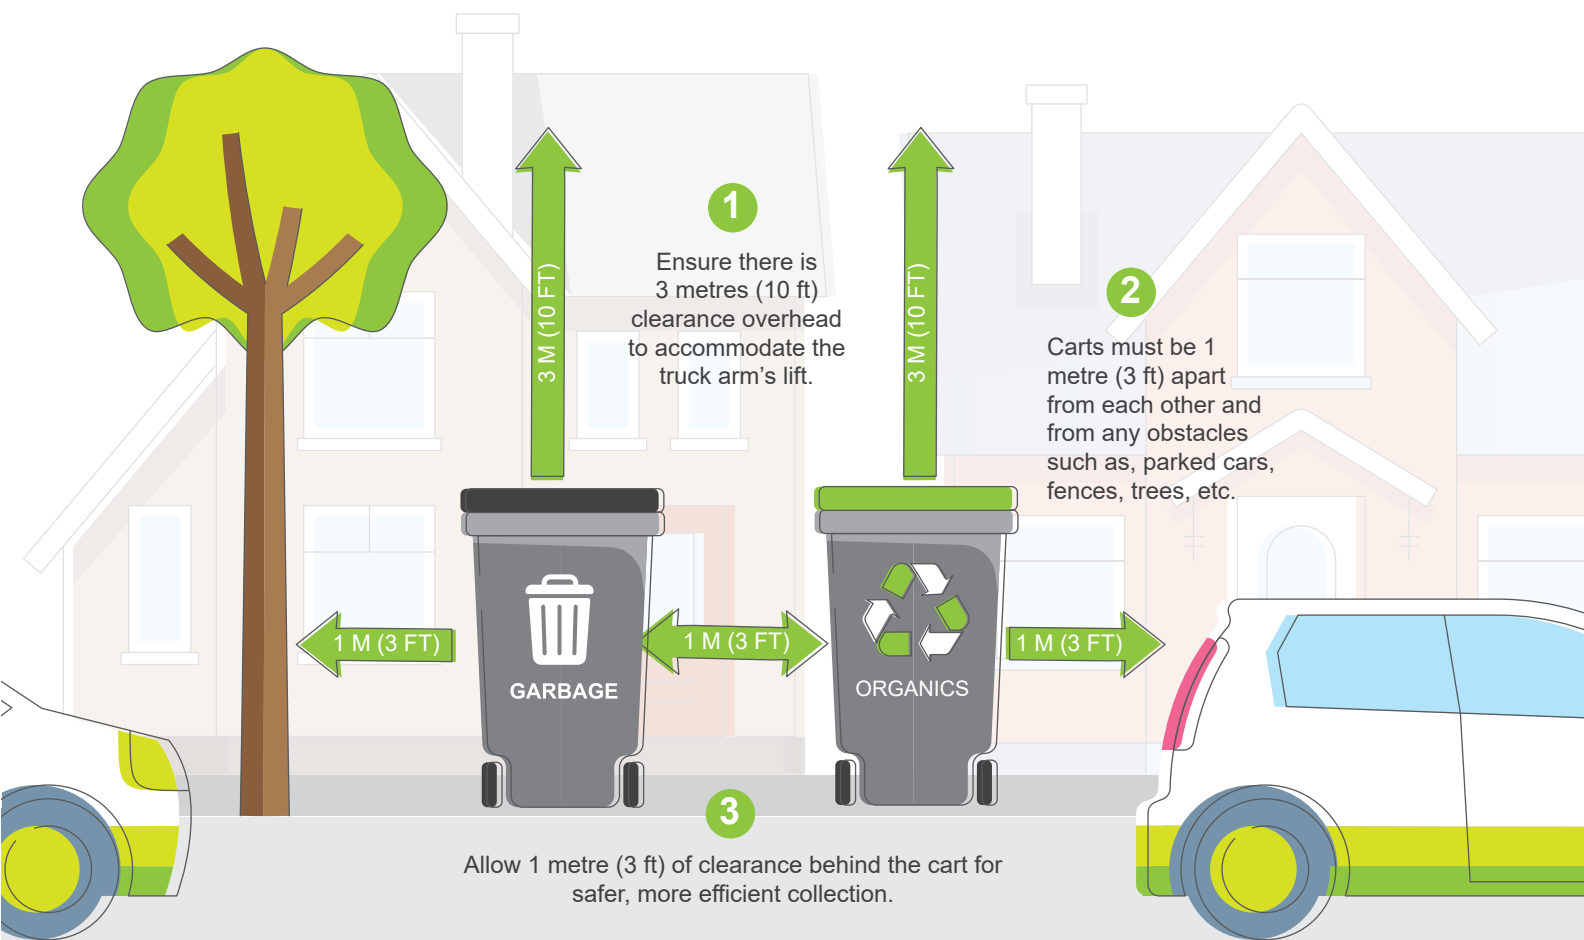 1
Ensure there is
3 metres (10 ft)
clearance overhead
to accommodate the
truck arm’s lift.
3 M (10 FT)
3 M (10 FT)
2
Carts must be 1
metre (3 ft) apart
from each other and
from any obstacles
such as, parked cars,
fences, trees, etc.
1 M (3 FT)
1 M (3 FT)
1 M (3 FT)
GARBAGE
ORGANICS
3
Allow 1 metre (3 ft) of clearance behind the cart for
safer, more efficient collection.